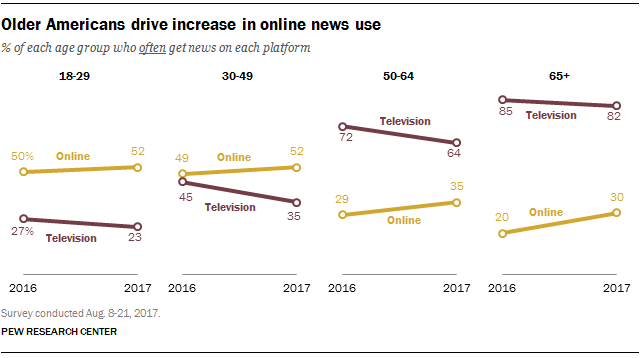 Older Americans drive increase in online news use
% of each age group who often get news on each platform
18-29
50%
Online
52
27%
Television
23
2016
2017
30-49
49
Online
52
45
Television
35
2016
2017
50-64
72
Television
64
29
Online
35
2016
2017
65+
85
Television
82
20
Online
30
2016
2017
Survey conducted Aug. 8-21, 2017.
PEW RESEARCH CENTER